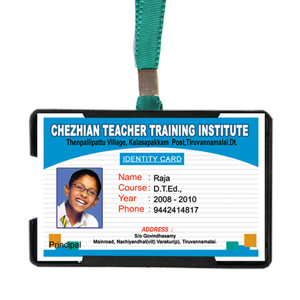 CHEZHIAN TEACHER TRAINING INSTITUTE
Thenpallipattu Village, Kalasapakkam Post,Tiruvannamalai.Dt.
IDENTITY CARD
Name : Raja
Course : D.T.Ed.,
Year : 2008 - 2010
Phone : 9442414817
ADDRESS :
S/o Govindhasamy
Mainroad, Nachiyandhal(vill) Varakur(p), Tiruvannamalai.
Principal